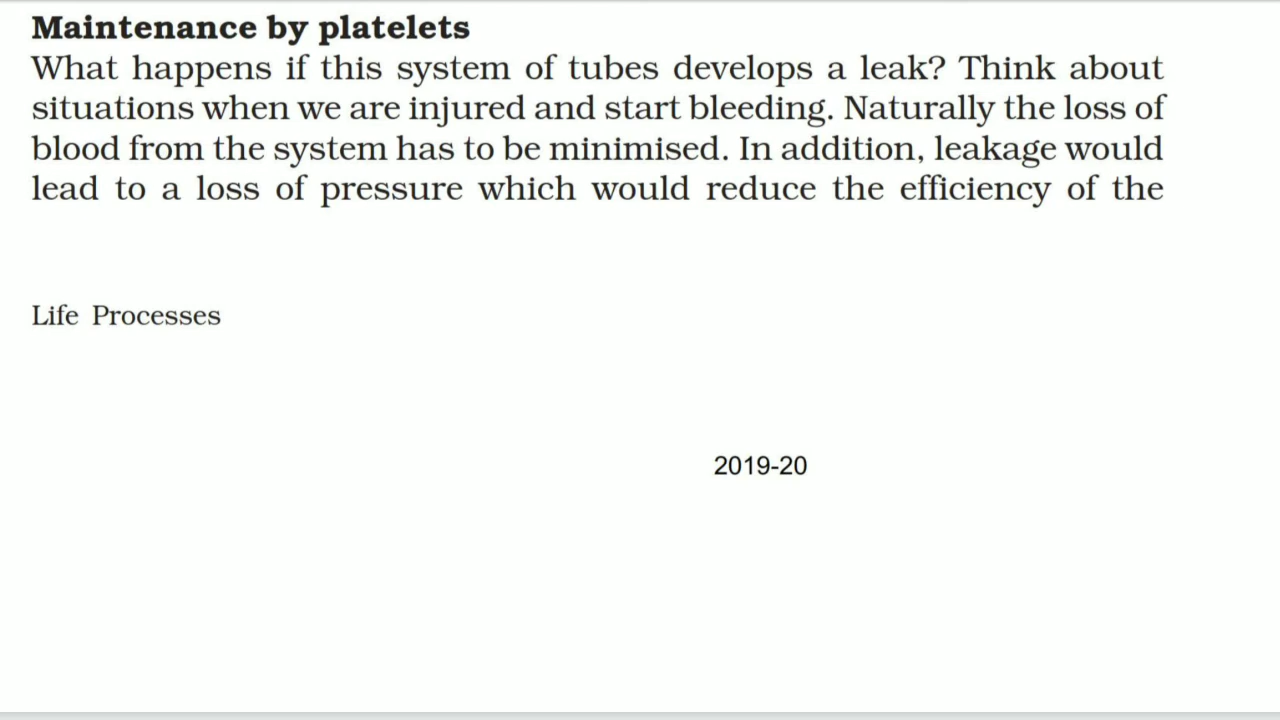 Maintenance by platelets
What happens if this system of tubes develops a leak? Think about
situations when we are injured and start bleeding. Naturally the loss of
blood from the system has to be minimised. In addition, leakage would
lead to a loss of pressure which would reduce the efficiency of the
Life Processes
2019-20